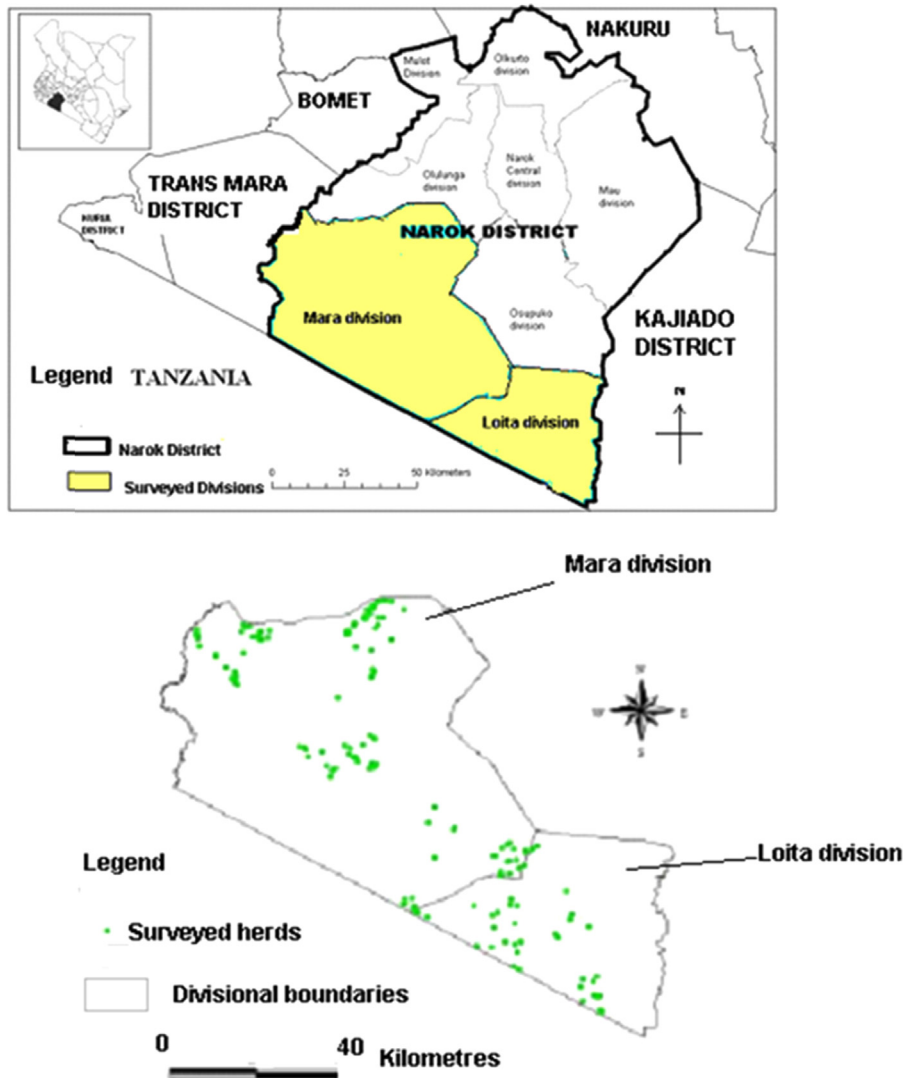 NAKURU
Mulot
Division
Olkurto
division
BOMET
Narok
Central
division
Olulunga
division
TRANS MARA
DISTRICT
Mau
division
KURIA
DISTRICT
NAROK DISTRICT
Mara division
Osupuko
division
KAJIADO
DISTRICT
Legend TANZANIA
N
Loita division
Narok District
0 25 50 Kilometers
Surveyed Divisions
Mara division
N
W E
S
Legend
Loita division
Surveyed herds
Divisional boundaries
0 40 Kilometres